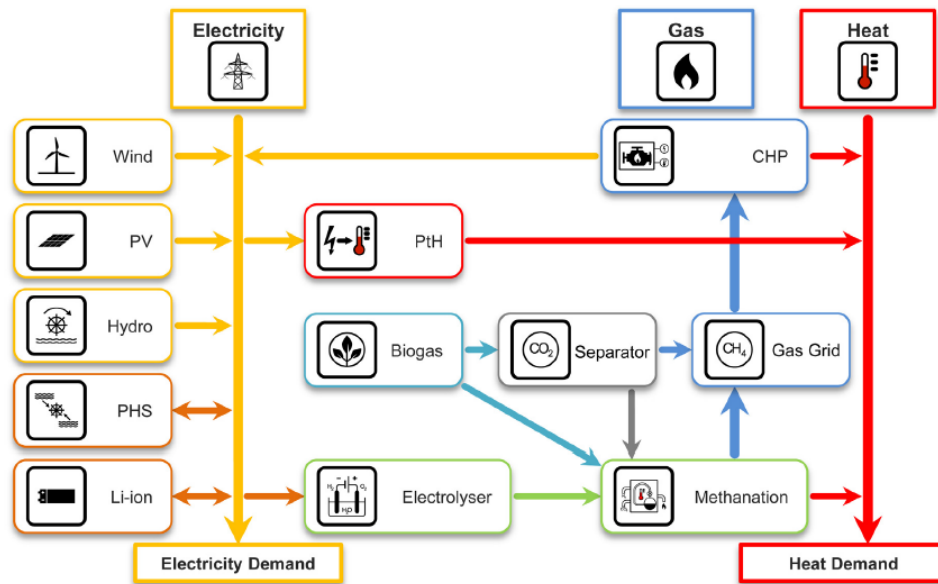 Electricity
Gas
Heat
Wind
CHP
PV
PtH
Hydro
Biogas
CO₂
Separator
CH₄
Gas Grid
PHS
Li-ion
H₂
O₂
H₂O
Electrolyser
Methanation
Electricity Demand
Heat Demand